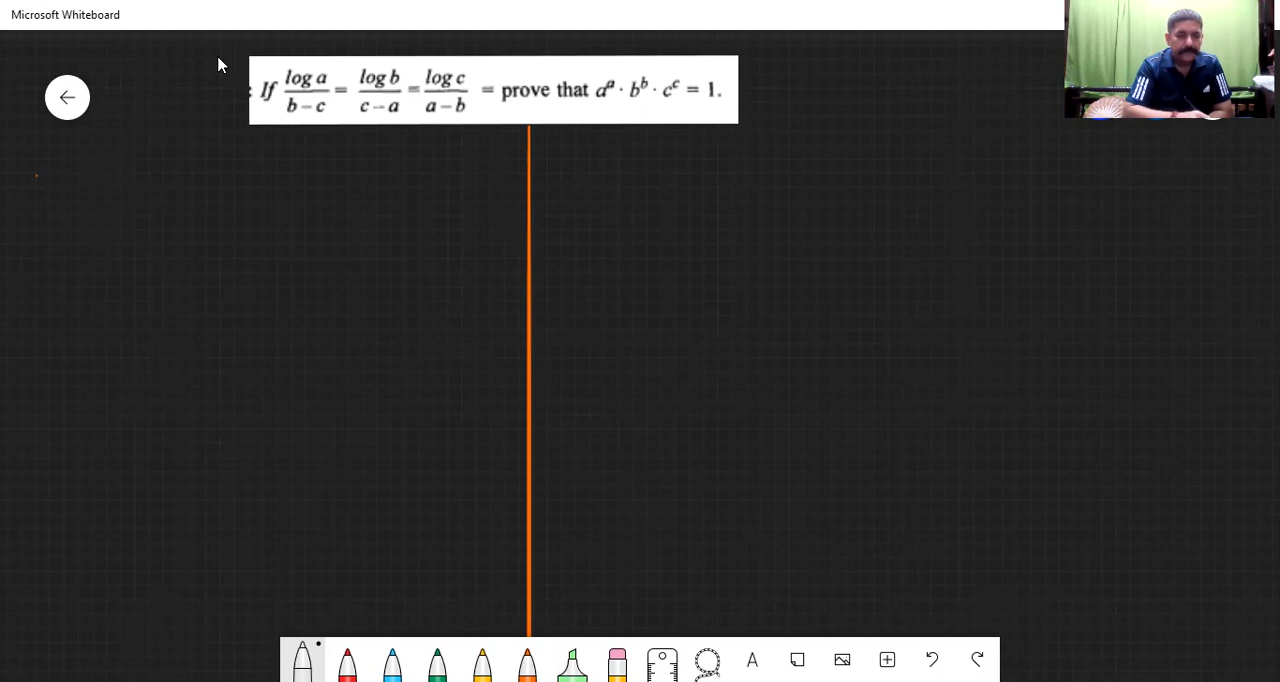 Microsoft Whiteboard
: If log a / b - c = log b / c - a = log c / a - b = prove that a^a · b^b · c^c = 1.
A